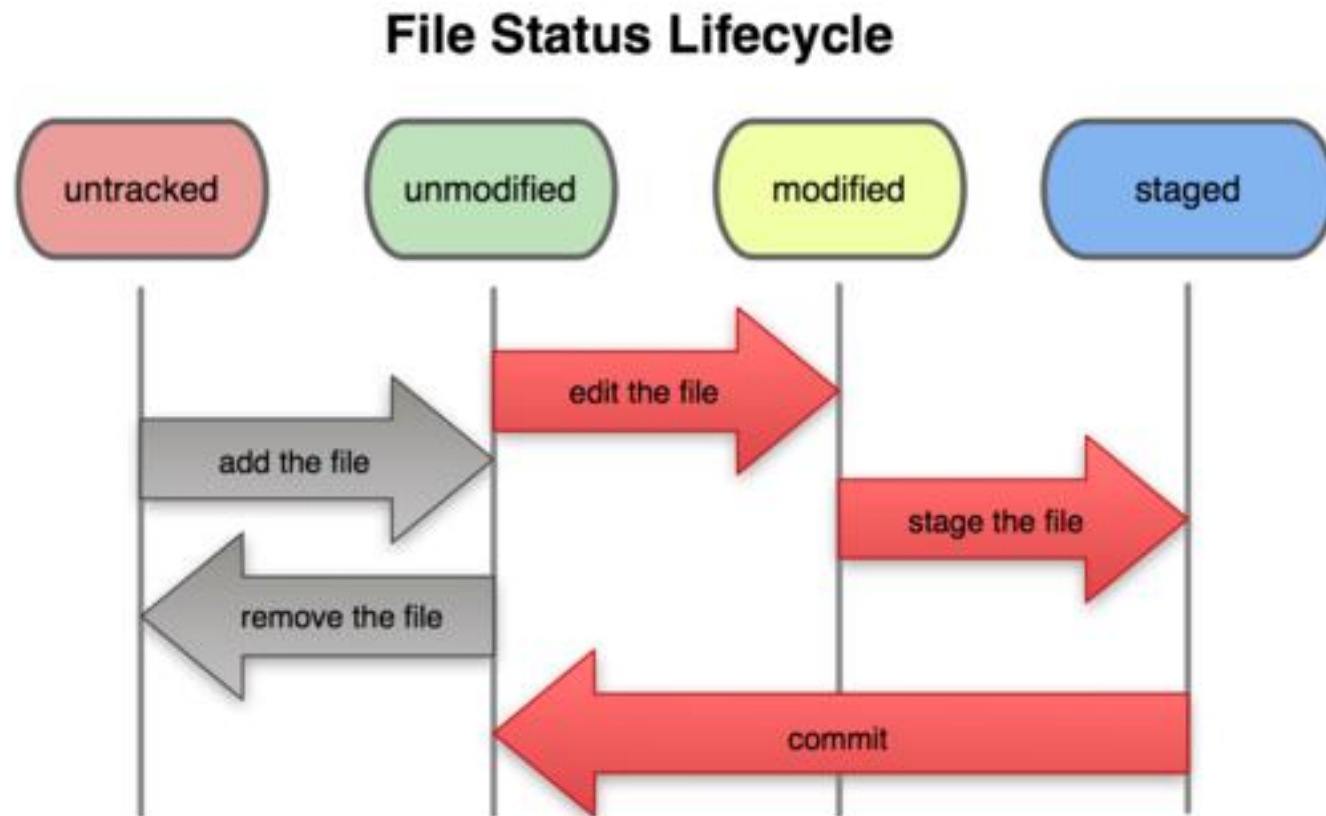 File Status Lifecycle
untracked
unmodified
modified
staged
edit the file
add the file
stage the file
remove the file
commit